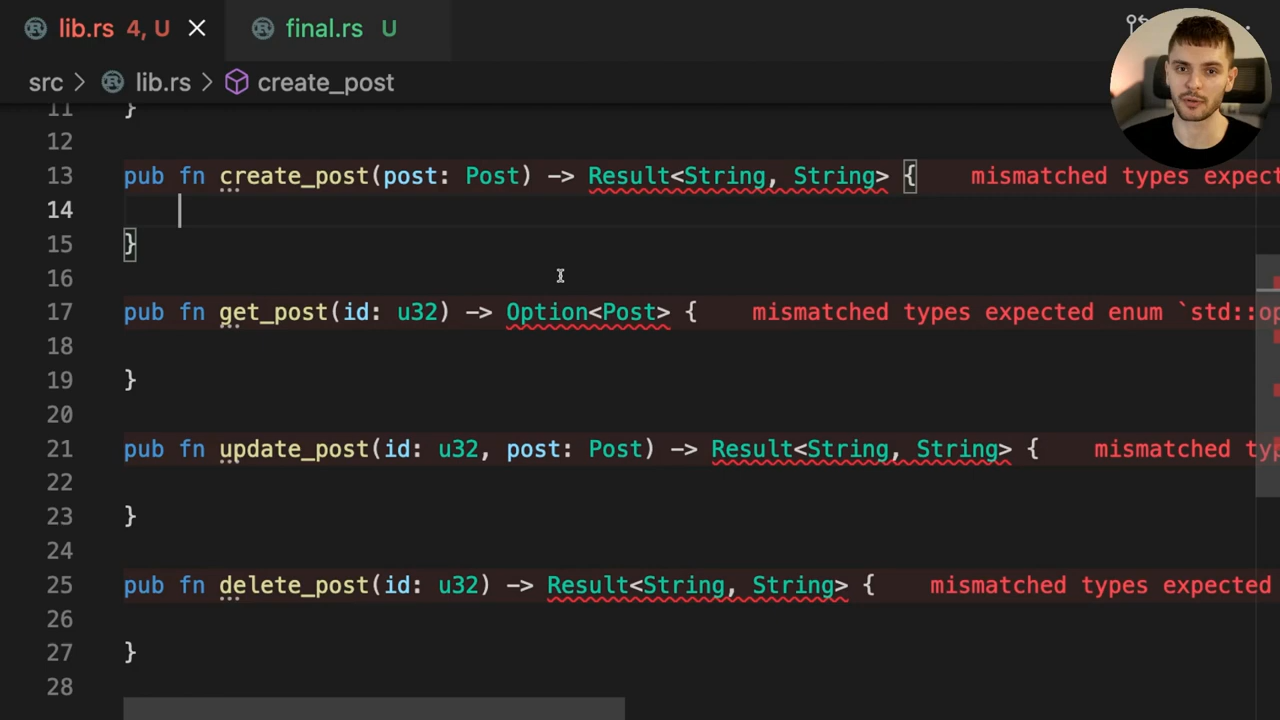 lib.rs 4, U
final.rs U
src > lib.rs > create_post
11 }
12
13 pub fn create_post(post: Post) -> Result<String, String> { mismatched types expect
14
15 }
16
17 pub fn get_post(id: u32) -> Option<Post> { mismatched types expected enum `std::op
18
19 }
20
21 pub fn update_post(id: u32, post: Post) -> Result<String, String> { mismatched typ
22
23 }
24
25 pub fn delete_post(id: u32) -> Result<String, String> { mismatched types expected
26
27 }
28